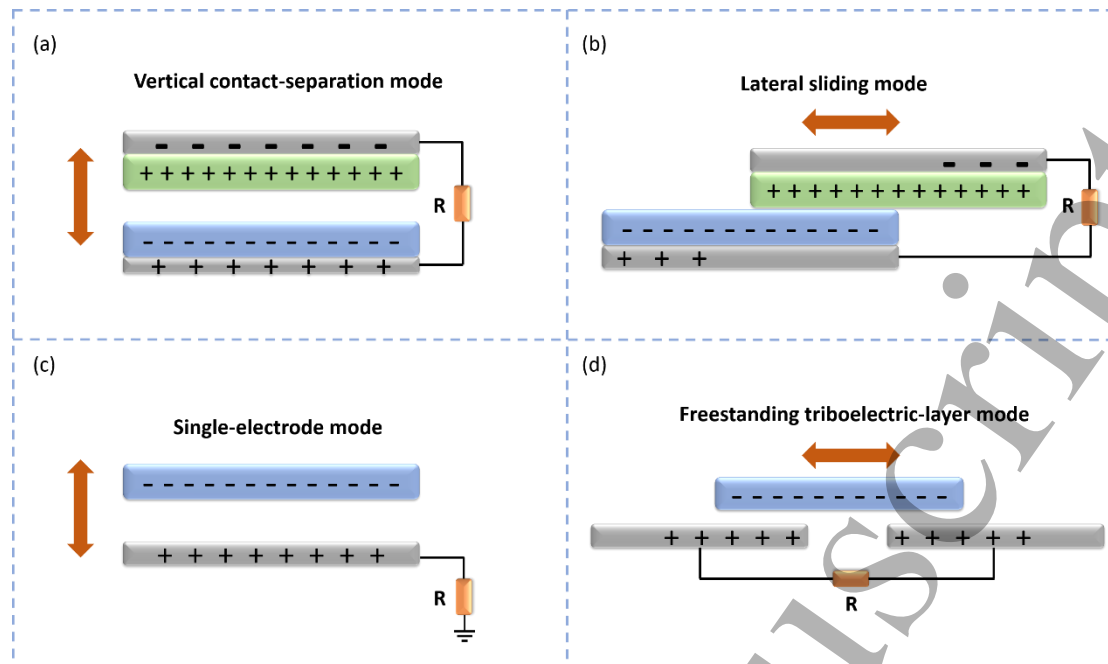 (a)
Vertical contact-separation mode
- - - - - - -
+ + + + + + + + + + + + +
R
- - - - - - - - - - - - -
+ + + + + + +
(b)
Lateral sliding mode
- - -
+ + + + + + + + + + + + +
R
- - - - - - - - - - - - -
+ + +
(c)
Single-electrode mode
- - - - - - - - - - - - -
+ + + + + + + +
R
(d)
Freestanding triboelectric-layer mode
- - - - - - - - - - -
+ + + + + + + + + +
R